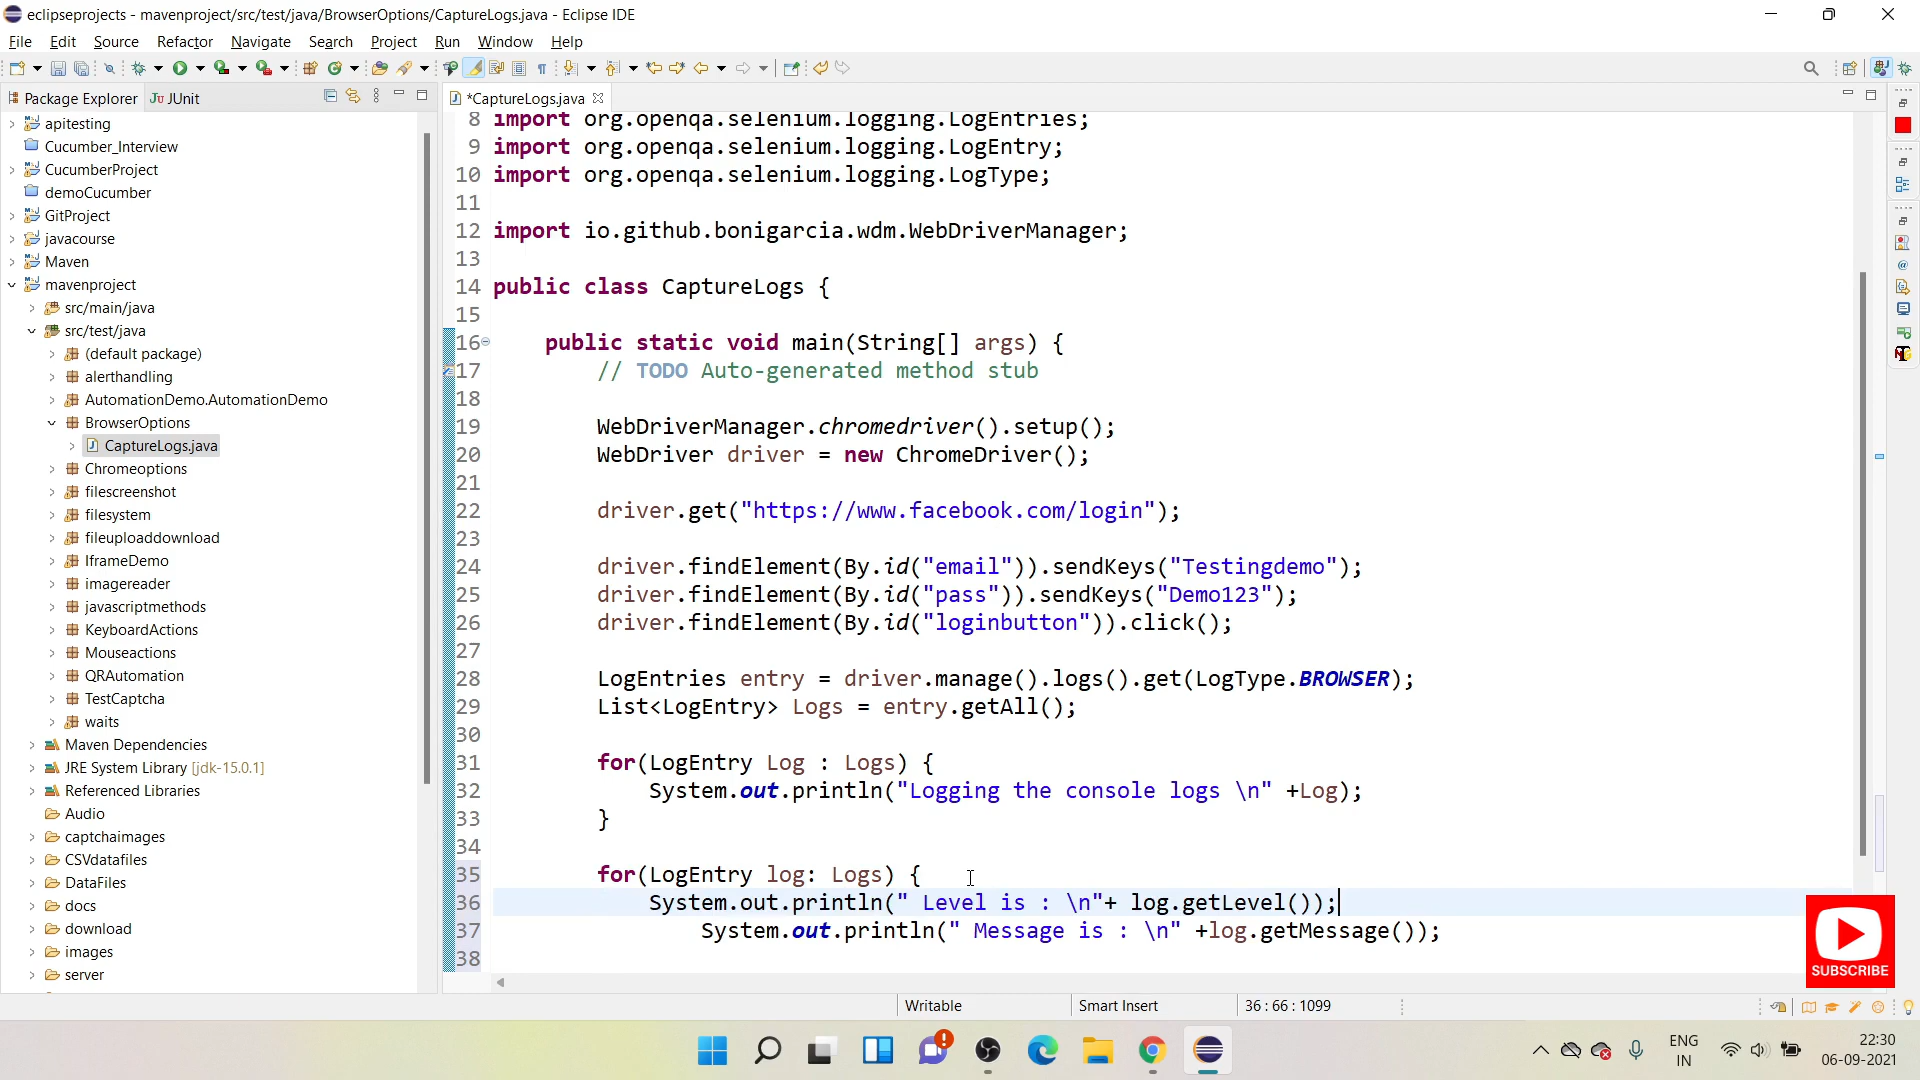 eclipseprojects - mavenproject/src/test/java/BrowserOptions/CaptureLogs.java - Eclipse IDE
File Edit Source Refactor Navigate Search Project Run Window Help
Package Explorer JUnit
*CaptureLogs.java
apitesting
Cucumber_Interview
CucumberProject
demoCucumber
GitProject
javacourse
Maven
mavenproject
src/main/java
src/test/java
(default package)
alerthandling
AutomationDemo.AutomationDemo
BrowserOptions
CaptureLogs.java
Chromeoptions
filescreenshot
filesystem
fileuploaddownload
IframeDemo
imagereader
javascriptmethods
KeyboardActions
Mouseactions
QRAutomation
TestCaptcha
waits
Maven Dependencies
JRE System Library [jdk-15.0.1]
Referenced Libraries
Audio
captchaimages
CSVdatafiles
DataFiles
docs
download
images
server
8 import org.openqa.selenium.logging.LogEntries;
9 import org.openqa.selenium.logging.LogEntry;
10 import org.openqa.selenium.logging.LogType;
11
12 import io.github.bonigarcia.wdm.WebDriverManager;
13
14 public class CaptureLogs {
15
16 public static void main(String[] args) {
17 // TODO Auto-generated method stub
18
19 WebDriverManager.chromedriver().setup();
20 WebDriver driver = new ChromeDriver();
21
22 driver.get("https://www.facebook.com/login");
23
24 driver.findElement(By.id("email")).sendKeys("Testingdemo");
25 driver.findElement(By.id("pass")).sendKeys("Demo123");
26 driver.findElement(By.id("loginbutton")).click();
27
28 LogEntries entry = driver.manage().logs().get(LogType.BROWSER);
29 List<LogEntry> Logs = entry.getAll();
30
31 for(LogEntry Log : Logs) {
32 System.out.println("Logging the console logs \n" +Log);
33 }
34
35 for(LogEntry log: Logs) {
36 System.out.println(" Level is : \n"+ log.getLevel());
37 System.out.println(" Message is : \n" +log.getMessage());
38
SUBSCRIBE
Writable Smart Insert 36 : 66 : 1099
ENG
IN
22:30
06-09-2021